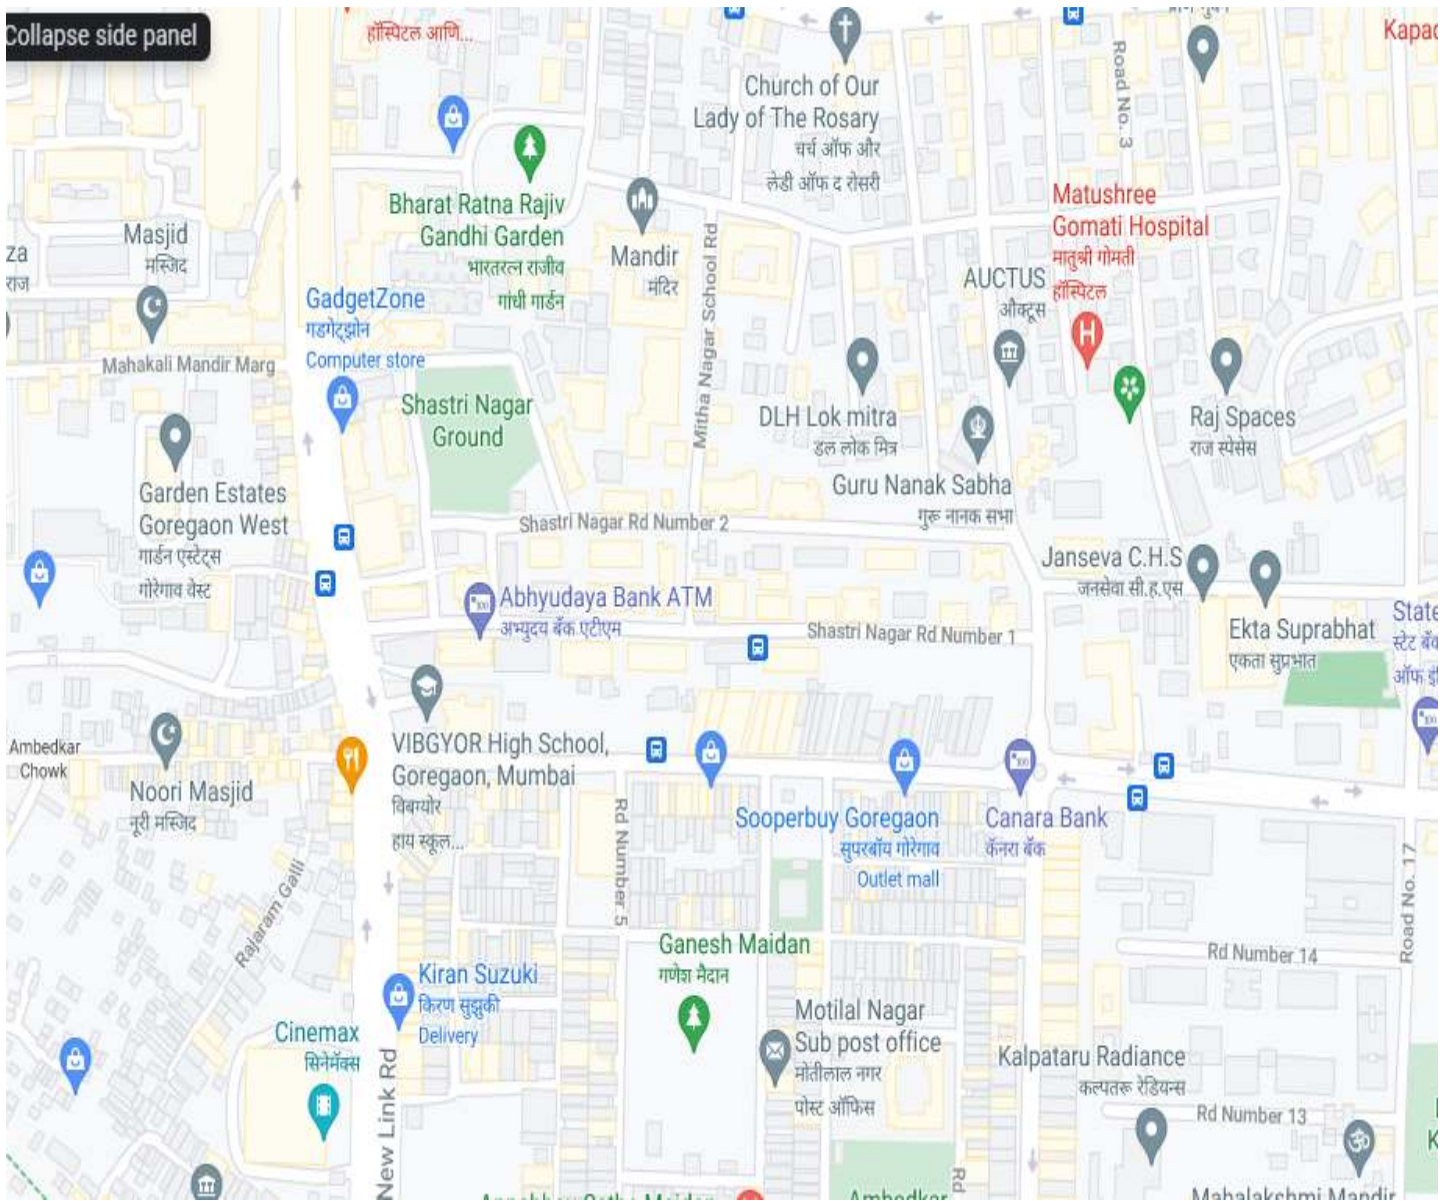 Collapse side panel
हॉस्पिटल आणि...
Church of Our
Lady of The Rosary
चर्च ऑफ और
लेडी ऑफ द रोसरी
Road No. 3
Bharat Ratna Rajiv
Gandhi Garden
भारतरत्न राजीव
गांधी गार्डन
Mandir
मंदिर
Mitha Nagar School Rd
Matushree
Gomati Hospital
मातुश्री गोमती
हॉस्पिटल
AUCTUS
औक्टूस
Masjid
मस्जिद
za
राज
GadgetZone
गडगेट्झोन
Computer store
Mahakali Mandir Marg
Shastri Nagar
Ground
DLH Lok mitra
डल लोक मित्र
Raj Spaces
राज स्पेसेस
Guru Nanak Sabha
गुरू नानक सभा
Garden Estates
Goregaon West
गार्डन एस्टेट्स
गोरेगाव वेस्ट
Shastri Nagar Rd Number 2
Janseva C.H.S
जनसेवा सी.ह.एस
Abhyudaya Bank ATM
अभ्युदय बँक एटीएम
Shastri Nagar Rd Number 1
Ekta Suprabhat
एकता सुप्रभात
State
स्टेट बँक
VIBGYOR High School,
Goregaon, Mumbai
विबग्योर
हाय स्कूल...
Ambedkar
Chowk
Noori Masjid
नूरी मस्जिद
Rd Number 5
Sooperbuy Goregaon
सुपरबॉय गोरेगाव
Outlet mall
Canara Bank
कॅनरा बँक
Road No. 17
Rajaram Galli
Ganesh Maidan
गणेश मैदान
Rd Number 14
Kiran Suzuki
किरण सुझुकी
Delivery
Cinemax
सिनेमॅक्स
Motilal Nagar
Sub post office
मोतीलाल नगर
पोस्ट ऑफिस
Kalpataru Radiance
कल्पतरू रेडियन्स
Rd Number 13
New Link Rd
Rd
Ambedkar
Mahalakshmi Mandir